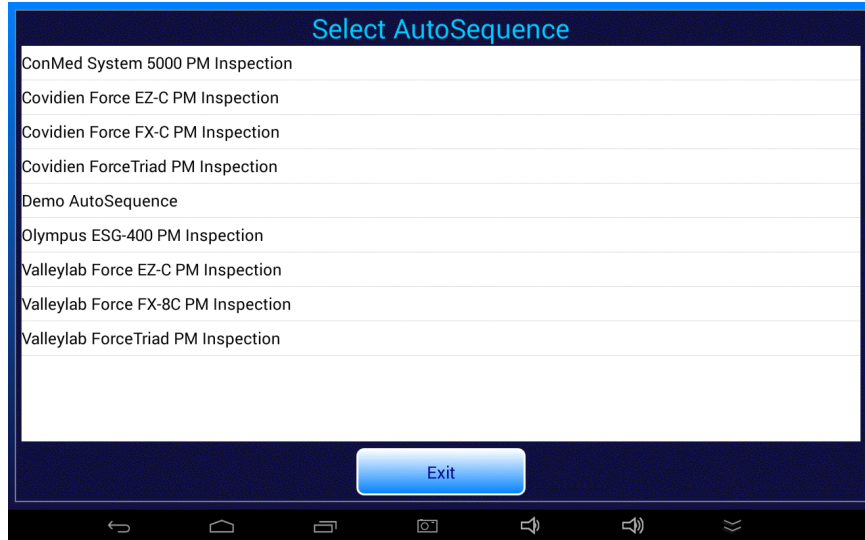 Select AutoSequence
ConMed System 5000 PM Inspection
Covidien Force EZ-C PM Inspection
Covidien Force FX-C PM Inspection
Covidien ForceTriad PM Inspection
Demo AutoSequence
Olympus ESG-400 PM Inspection
Valleylab Force EZ-C PM Inspection
Valleylab Force FX-8C PM Inspection
Valleylab ForceTriad PM Inspection
Exit